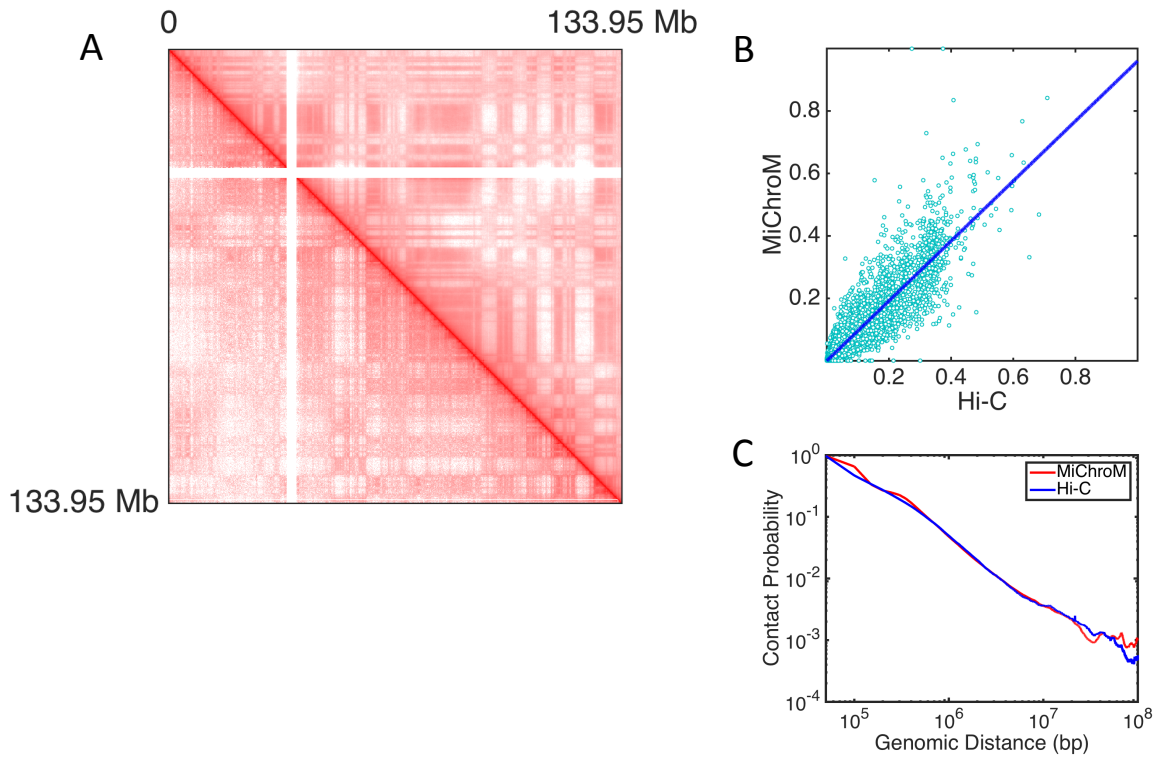 A
0
133.95 Mb
133.95 Mb
B
MiChroM
0.8
0.6
0.4
0.2
0.2
0.4
0.6
0.8
Hi-C
C
Contact Probability
10^0
10^-1
10^-2
10^-3
10^-4
MiChroM
Hi-C
10^5
10^6
10^7
10^8
Genomic Distance (bp)